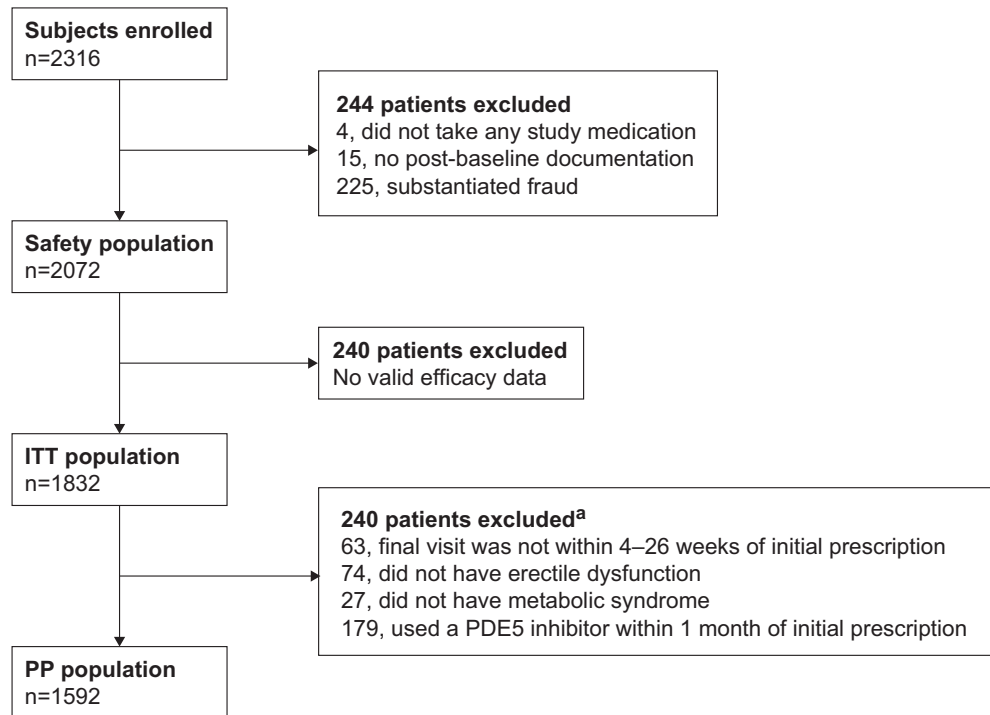 Subjects enrolled
n=2316
244 patients excluded
4, did not take any study medication
15, no post-baseline documentation
225, substantiated fraud
Safety population
n=2072
240 patients excluded
No valid efficacy data
ITT population
n=1832
240 patients excludedᵃ
63, final visit was not within 4–26 weeks of initial prescription
74, did not have erectile dysfunction
27, did not have metabolic syndrome
179, used a PDE5 inhibitor within 1 month of initial prescription
PP population
n=1592